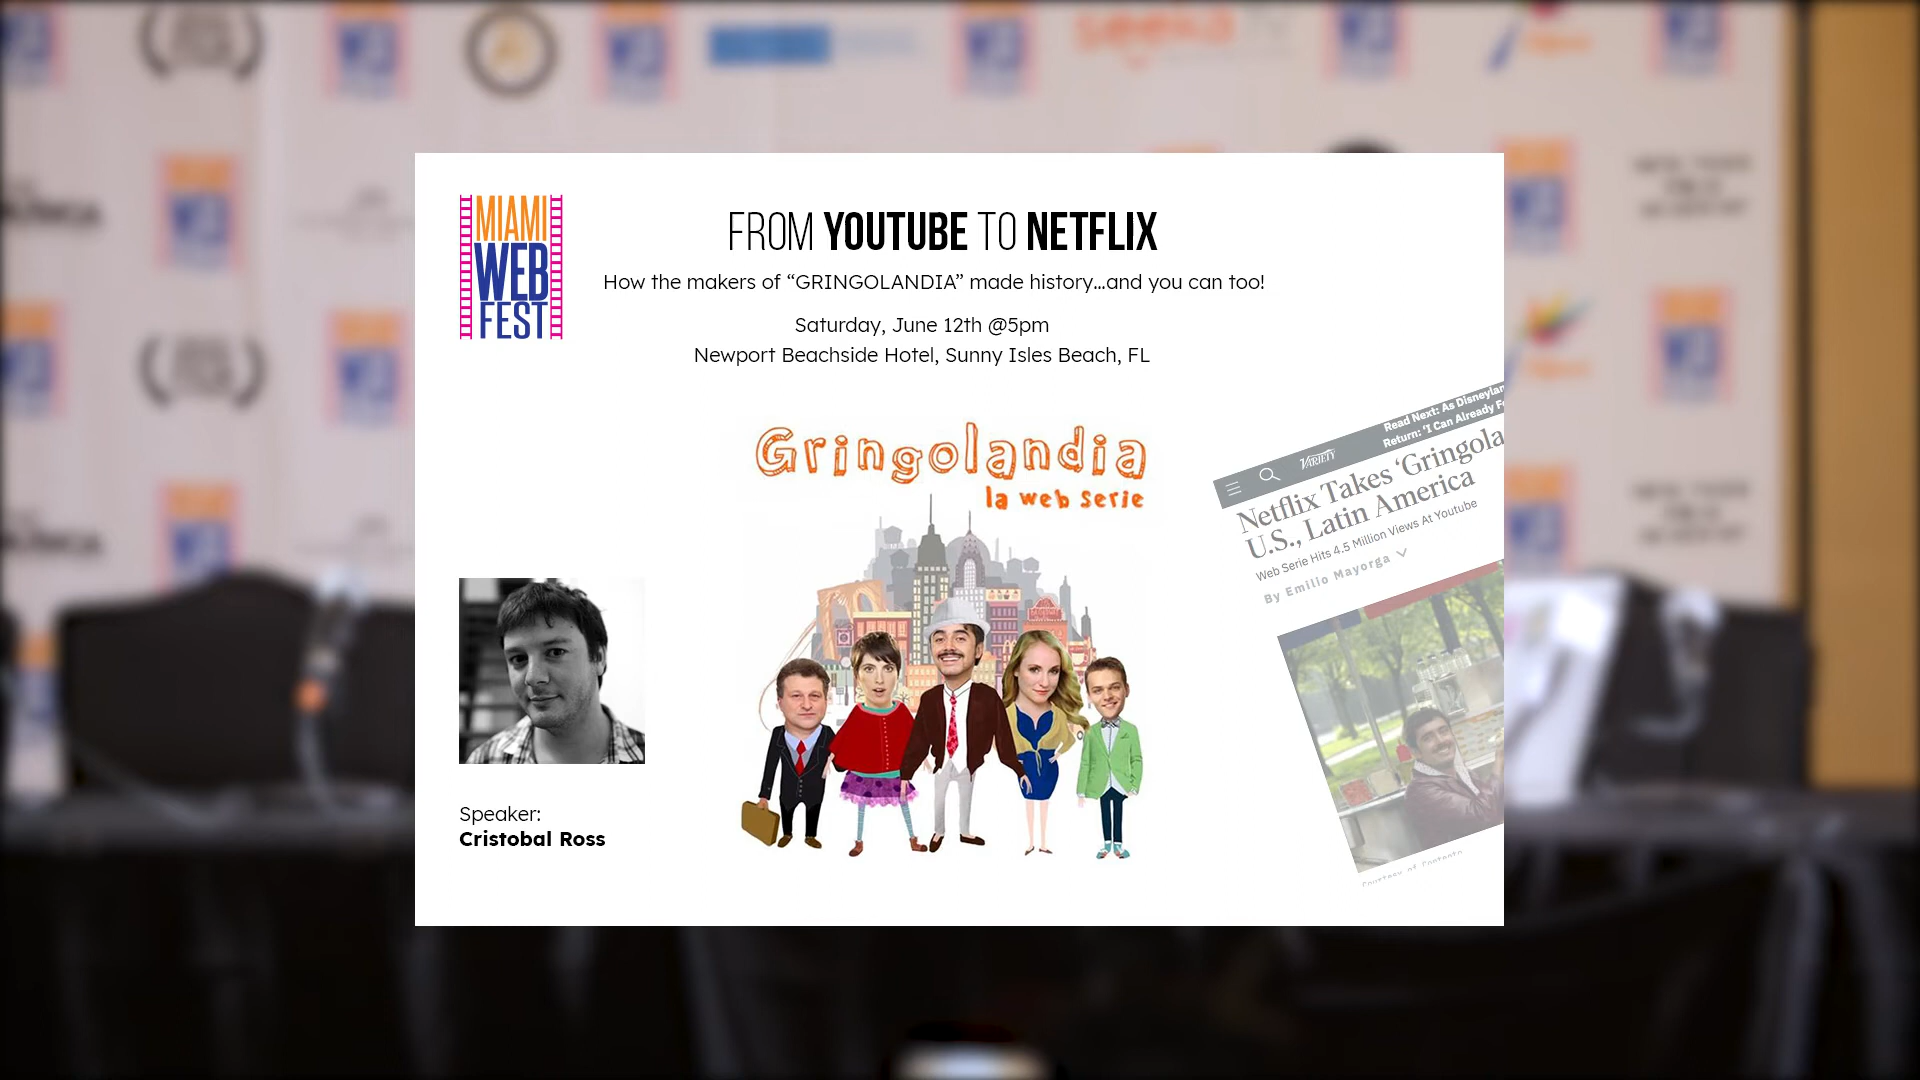 MIAMI
WEB
FEST
FROM YOUTUBE TO NETFLIX
How the makers of “GRINGOLANDIA” made history...and you can too!
Saturday, June 12th @5pm
Newport Beachside Hotel, Sunny Isles Beach, FL
Gringolandia
la web serie
Read Next: As Disneylan
Return: ‘I Can Already F
VARIETY
Netflix Takes ‘Gringola
U.S., Latin America
Web Serie Hits 4.5 Million Views At Youtube
By Emilio Mayorga
Speaker:
Cristobal Ross